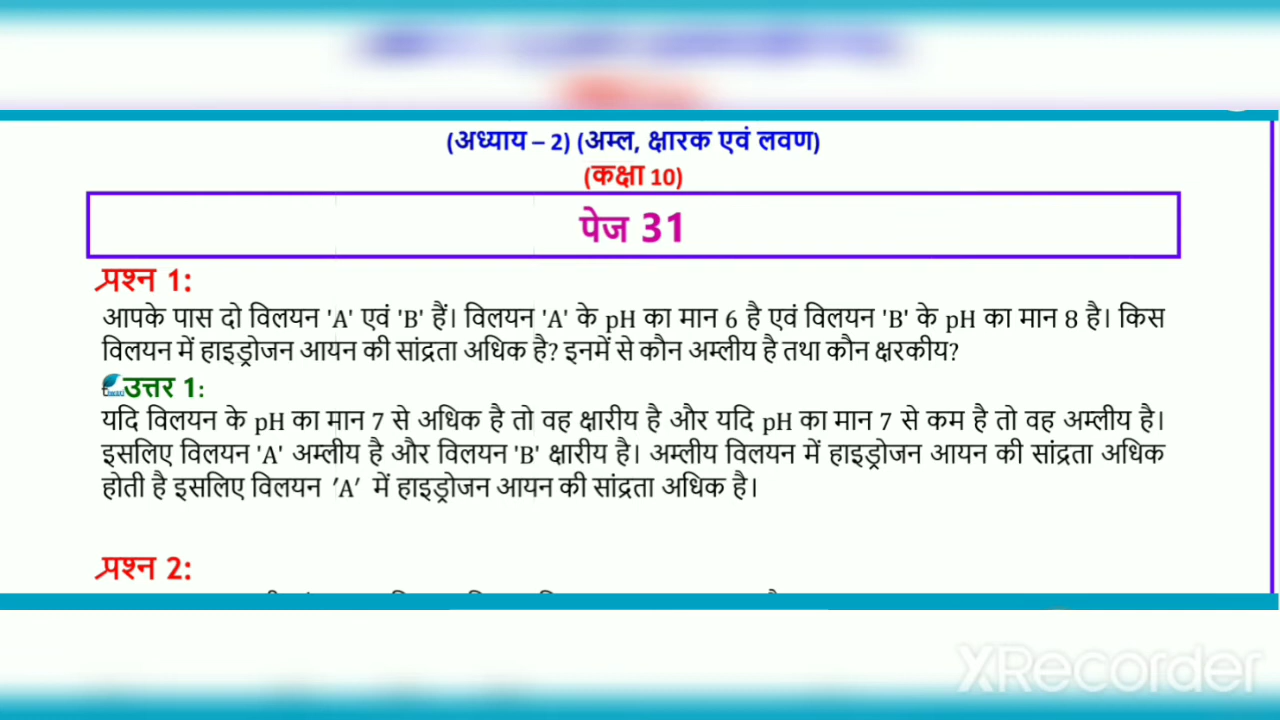 (अध्याय – 2) (अम्ल, क्षारक एवं लवण)
(कक्षा 10)
पेज 31
प्रश्न 1:
आपके पास दो विलयन 'A' एवं 'B' हैं। विलयन 'A' के pH का मान 6 है एवं विलयन 'B' के pH का मान 8 है। किस
विलयन में हाइड्रोजन आयन की सांद्रता अधिक है? इनमें से कौन अम्लीय है तथा कौन क्षरकीय?
उत्तर 1:
यदि विलयन के pH का मान 7 से अधिक है तो वह क्षारीय है और यदि pH का मान 7 से कम है तो वह अम्लीय है।
इसलिए विलयन 'A' अम्लीय है और विलयन 'B' क्षारीय है। अम्लीय विलयन में हाइड्रोजन आयन की सांद्रता अधिक
होती है इसलिए विलयन ′A′ में हाइड्रोजन आयन की सांद्रता अधिक है।
प्रश्न 2:
XRecorder